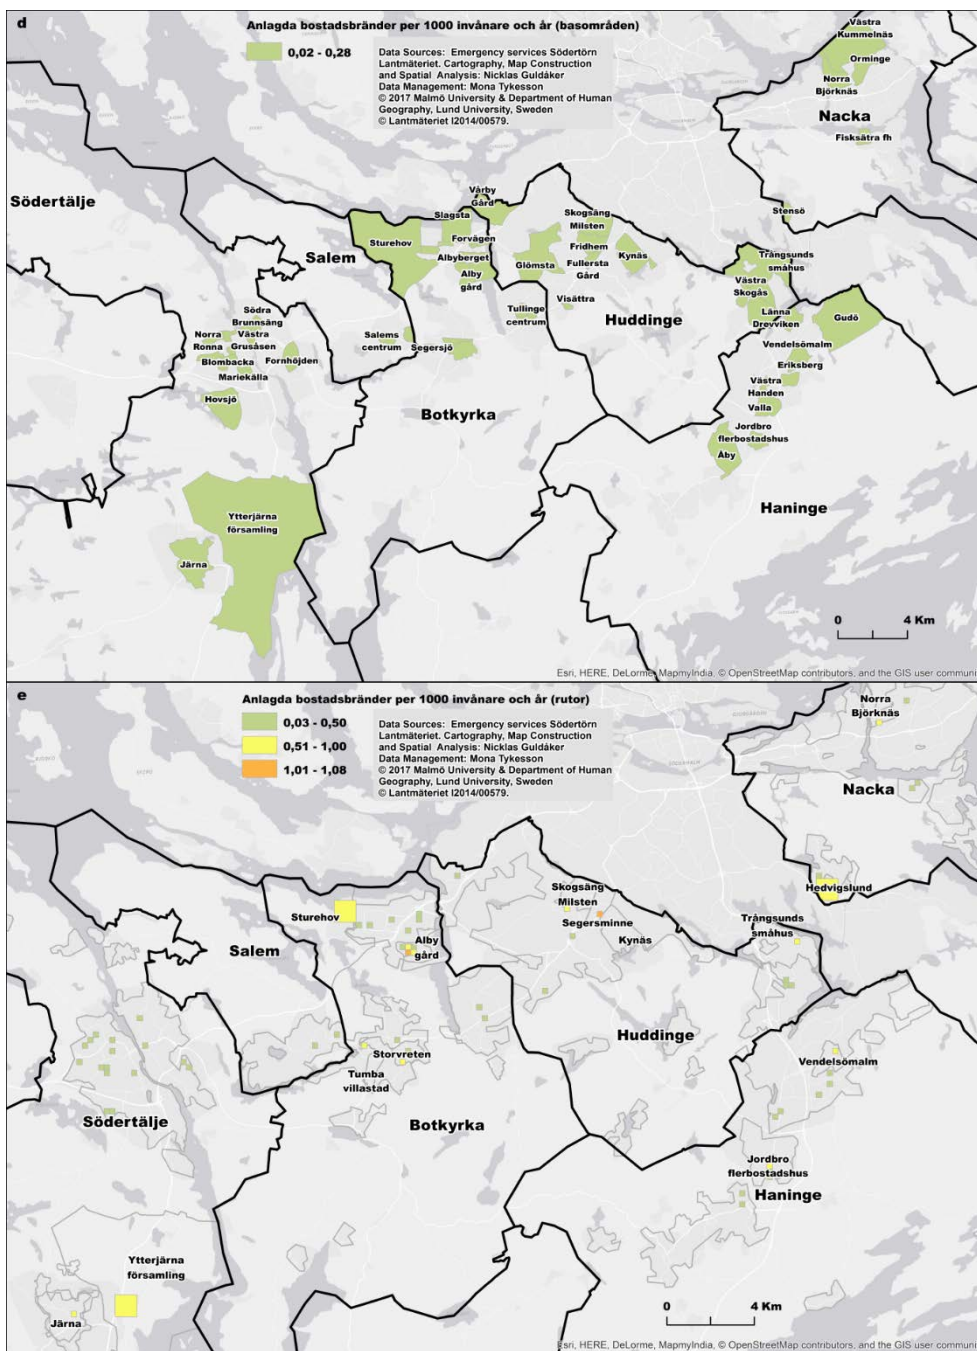 d
Anlagda bostadsbränder per 1000 invånare och år (basområden)
0,02 - 0,28
Data Sources: Emergency services Södertörn
Lantmäteriet. Cartography, Map Construction
and Spatial Analysis: Nicklas Guldåker
Data Management: Mona Tykesson
© 2017 Malmö University & Department of Human
Geography, Lund University, Sweden
© Lantmäteriet I2014/00579.
Västra
Kummelnäs
Orminge
Norra
Björknäs
Nacka
Fisksätra fh
Södertälje
Vårby
Gård
Slagsta
Skogsäng
Milsten
Stensö
Sturehov
Forvägen
Fridhem
Kynäs
Salem
Albyberget
Glömsta
Fullersta
Gård
Trångsunds
småhus
Alby
gård
Västra
Skogås
Visättra
Södra
Brunnsäng
Tullinge
centrum
Huddinge
Länna
Drevviken
Gudö
Norra
Ronna
Västra
Grusåsen
Salems
centrum
Segersjö
Vendelsömalm
Blombacka
Fornhöjden
Eriksberg
Mariekälla
Västra
Handen
Hovsjö
Botkyrka
Valla
Jordbro
flerbostadshus
Åby
Haninge
Ytterjärna
församling
Järna
0 4 Km
Esri, HERE, DeLorme, MapmyIndia, © OpenStreetMap contributors, and the GIS user communi
e
Anlagda bostadsbränder per 1000 invånare och år (rutor)
0,03 - 0,50
0,51 - 1,00
1,01 - 1,08
Data Sources: Emergency services Södertörn
Lantmäteriet. Cartography, Map Construction
and Spatial Analysis: Nicklas Guldåker
Data Management: Mona Tykesson
© 2017 Malmö University & Department of Human
Geography, Lund University, Sweden
© Lantmäteriet I2014/00579.
Norra
Björknäs
Nacka
Hedvigslund
Skogsäng
Milsten
Sturehov
Segersminne
Trångsunds
småhus
Alby
gård
Kynäs
Salem
Huddinge
Storvreten
Vendelsömalm
Tumba
villastad
Södertälje
Botkyrka
Jordbro
flerbostadshus
Haninge
Ytterjärna
församling
Järna
0 4 Km
Esri, HERE, DeLorme, MapmyIndia, © OpenStreetMap contributors, and the GIS user communi